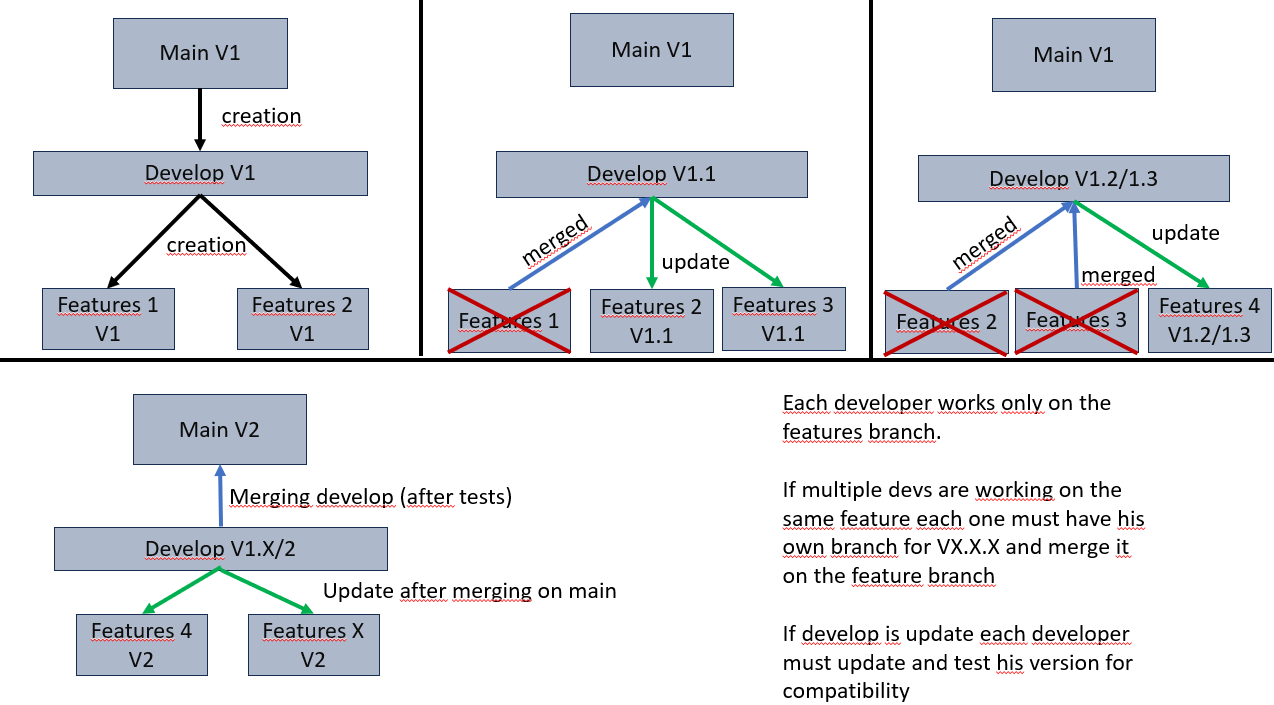 Main V1
creation
Develop V1
creation
Features 1
V1
Features 2
V1
Main V1
Develop V1.1
merged
update
Features 1
Features 2
V1.1
Features 3
V1.1
Main V1
Develop V1.2/1.3
merged
update
merged
Features 2
Features 3
Features 4
V1.2/1.3
Main V2
Merging develop (after tests)
Develop V1.X/2
Update after merging on main
Features 4
V2
Features X
V2
Each developer works only on the
features branch.
If multiple devs are working on the
same feature each one must have his
own branch for VX.X.X and merge it
on the feature branch
If develop is update each developer
must update and test his version for
compatibility